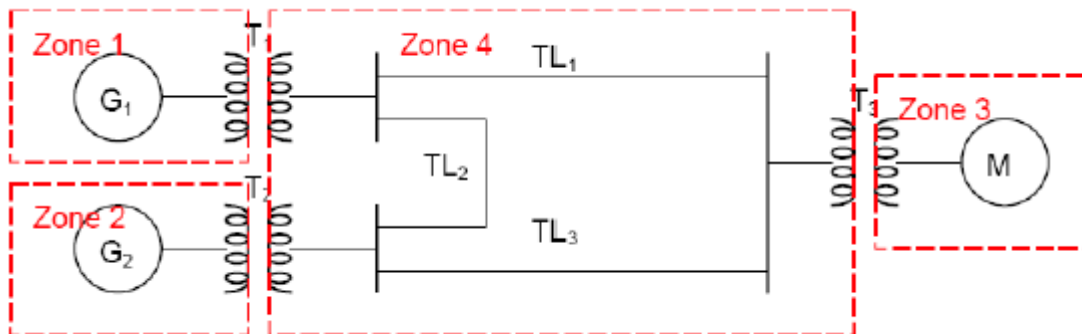 Zone 1
T₁
Zone 4
TL₁
G₁
T₃
Zone 3
TL₂
M
T₂
Zone 2
TL₃
G₂